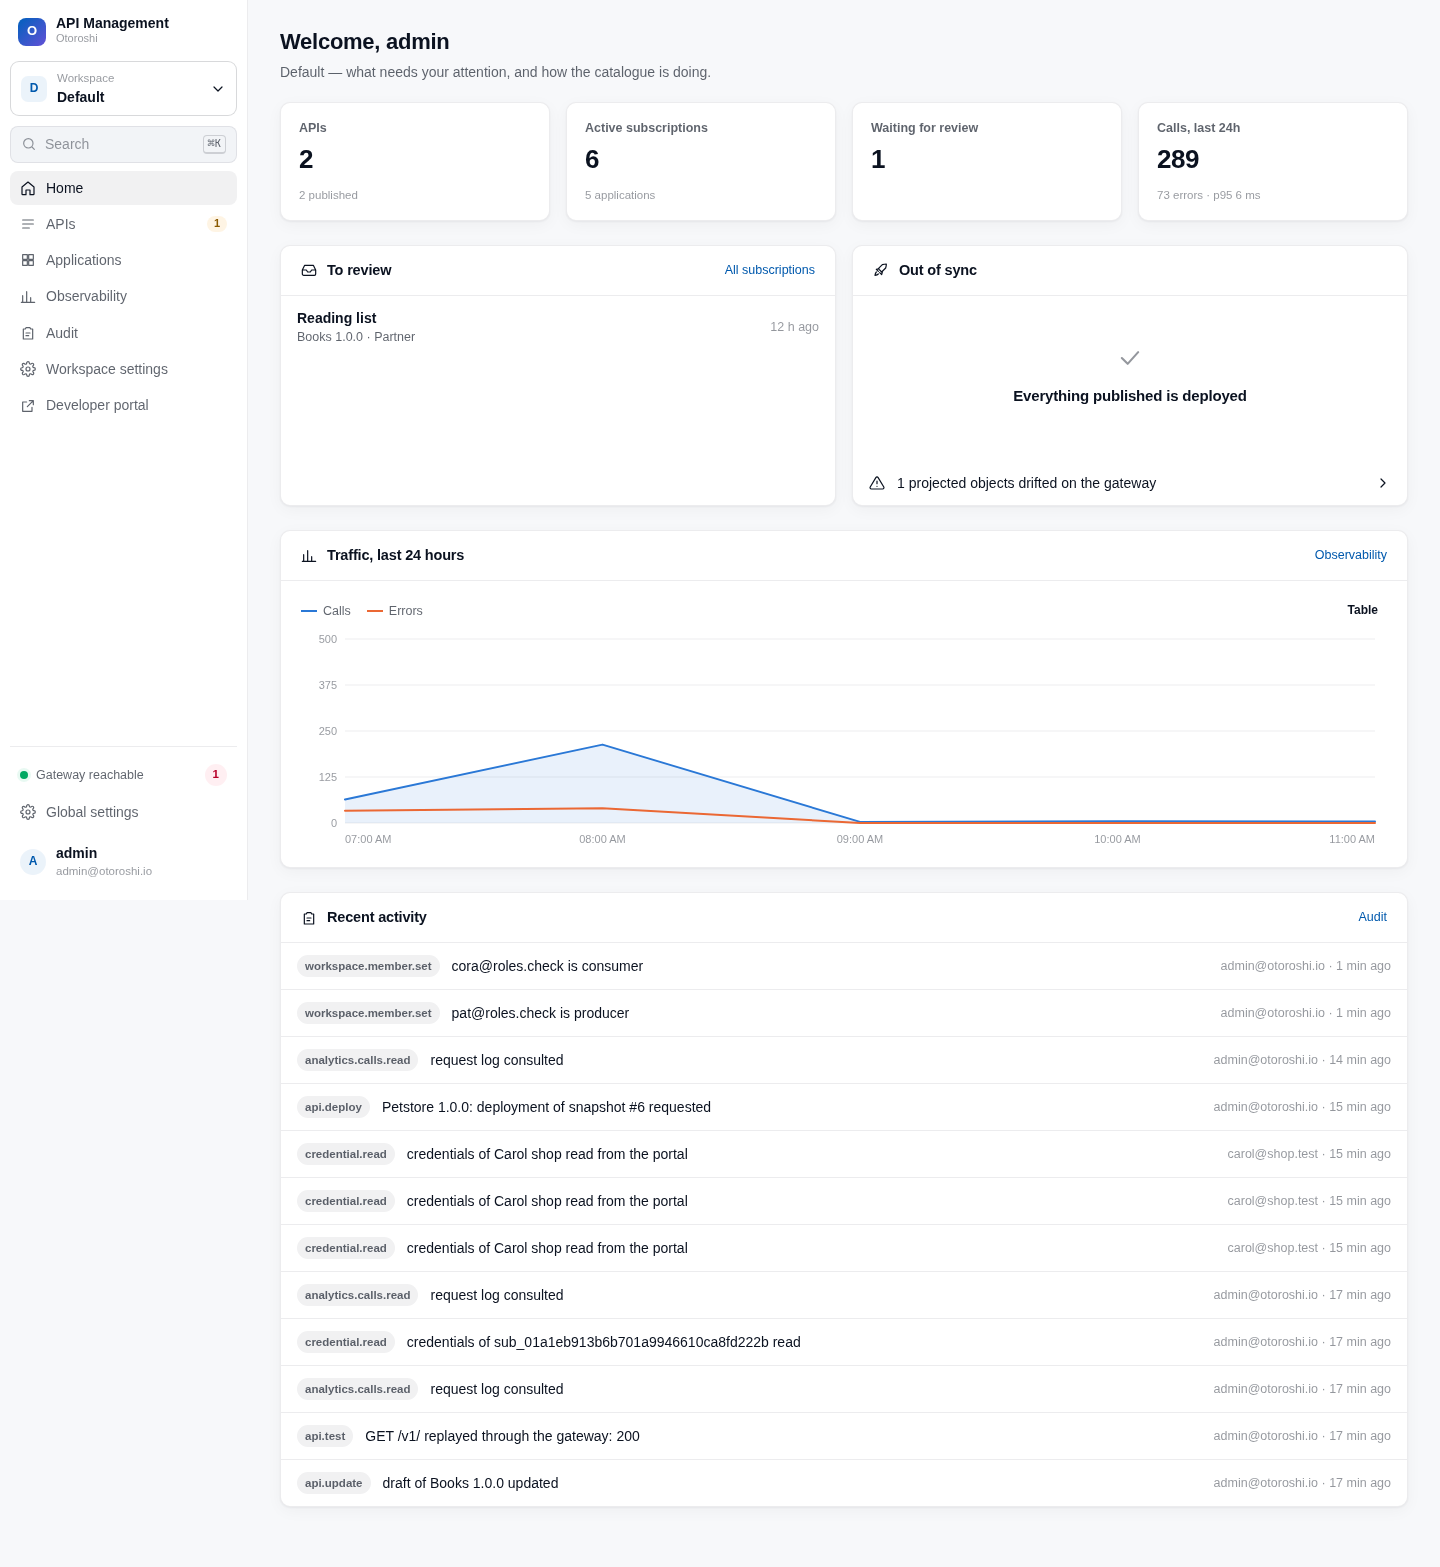 O
API Management
Otoroshi
D
Workspace
Default
Search
⌘K
Home
APIs
1
Applications
Observability
Audit
Workspace settings
Developer portal
Gateway reachable
1
Global settings
A
admin
admin@otoroshi.io
Welcome, admin
Default — what needs your attention, and how the catalogue is doing.
APIs
2
2 published
Active subscriptions
6
5 applications
Waiting for review
1
Calls, last 24h
289
73 errors · p95 6 ms
To review
All subscriptions
Reading list
Books 1.0.0 · Partner
12 h ago
Out of sync
Everything published is deployed
1 projected objects drifted on the gateway
Traffic, last 24 hours
Observability
Calls
Errors
Table
500
375
250
125
0
07:00 AM
08:00 AM
09:00 AM
10:00 AM
11:00 AM
Recent activity
Audit
workspace.member.set cora@roles.check is consumer admin@otoroshi.io · 1 min ago
workspace.member.set pat@roles.check is producer admin@otoroshi.io · 1 min ago
analytics.calls.read request log consulted admin@otoroshi.io · 14 min ago
api.deploy Petstore 1.0.0: deployment of snapshot #6 requested admin@otoroshi.io · 15 min ago
credential.read credentials of Carol shop read from the portal carol@shop.test · 15 min ago
credential.read credentials of Carol shop read from the portal carol@shop.test · 15 min ago
credential.read credentials of Carol shop read from the portal carol@shop.test · 15 min ago
analytics.calls.read request log consulted admin@otoroshi.io · 17 min ago
credential.read credentials of sub_01a1eb913b6b701a9946610ca8fd222b read admin@otoroshi.io · 17 min ago
analytics.calls.read request log consulted admin@otoroshi.io · 17 min ago
api.test GET /v1/ replayed through the gateway: 200 admin@otoroshi.io · 17 min ago
api.update draft of Books 1.0.0 updated admin@otoroshi.io · 17 min ago